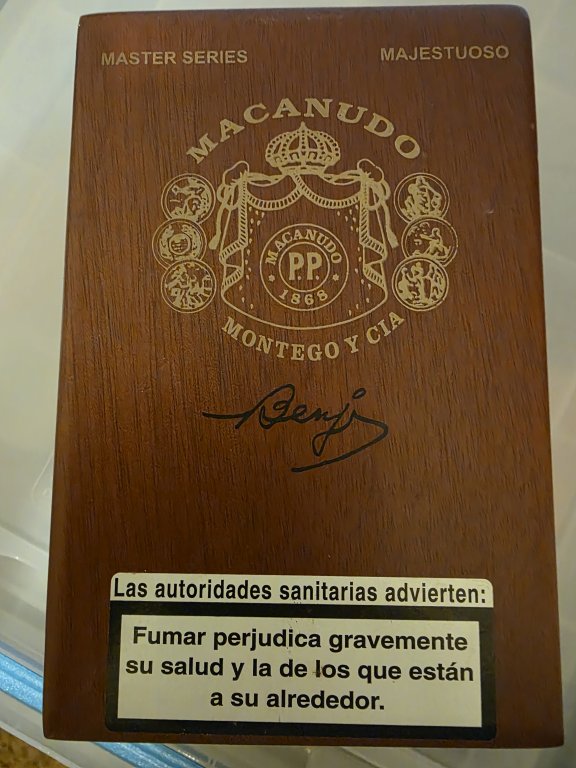 MASTER SERIES
MAJESTUOSO
MACANUDO
MACANUDO
P.P.
1868
MONTEGO Y CIA
Benji
Las autoridades sanitarias advierten:
Fumar perjudica gravemente
su salud y la de los que están
a su alrededor.